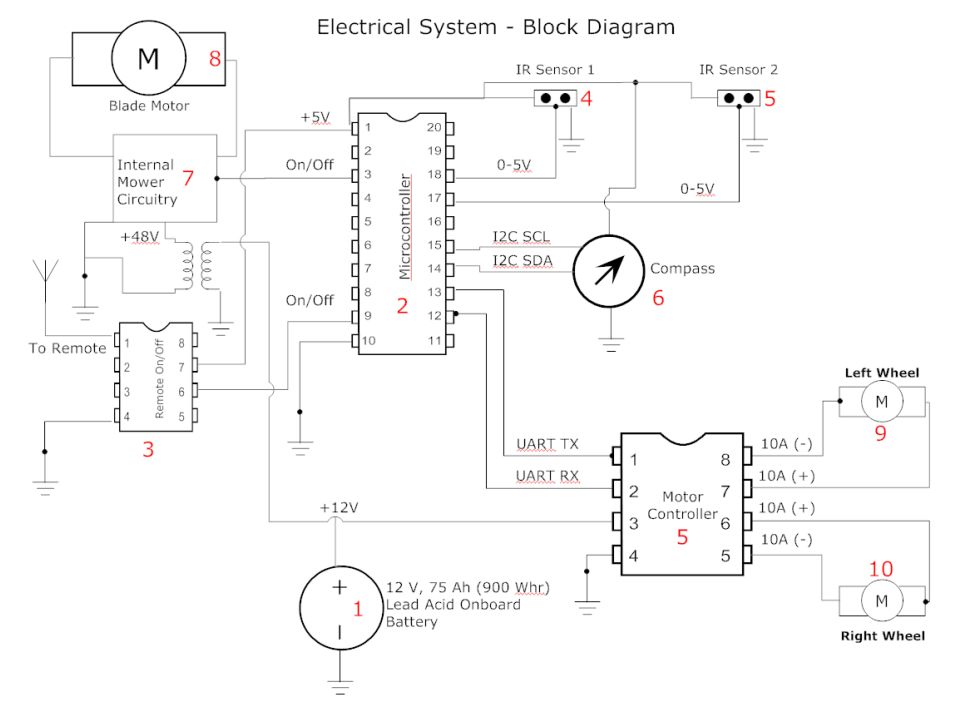 Electrical System - Block Diagram
M
8
Blade Motor
IR Sensor 1
4
IR Sensor 2
5
+5V
On/Off
Internal
Mower
Circuitry
7
+48V
1
2
3
4
5
6
7
8
9
10
20
19
18
17
16
15
14
13
12
11
Microcontroller
2
0-5V
0-5V
I2C SCL
I2C SDA
Compass
6
On/Off
To Remote
1
2
3
4
8
7
6
5
Remote On/Off
3
Left Wheel
M
9
UART TX
UART RX
1
2
3
4
8
7
6
5
Motor
Controller
5
10A (-)
10A (+)
10A (+)
10A (-)
10
M
Right Wheel
+12V
+
1
−
12 V, 75 Ah (900 Whr)
Lead Acid Onboard
Battery